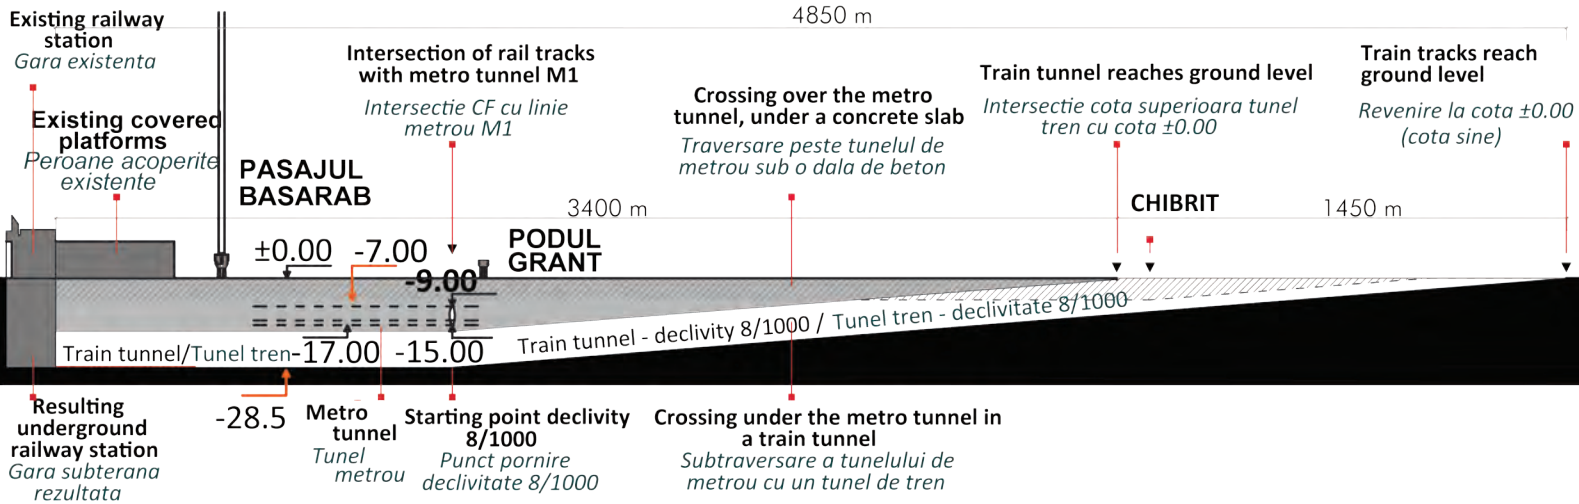 4850 m
Existing railway
station
Gara existenta
Existing covered
platforms
Peroane acoperite
existente
PASAJUL
BASARAB
Intersection of rail tracks
with metro tunnel M1
Intersectie CF cu linie
metrou M1
Crossing over the metro
tunnel, under a concrete slab
Traversare peste tunelul de
metrou sub o dala de beton
Train tunnel reaches ground level
Intersectie cota superioara tunel
tren cu cota ±0.00
Train tracks reach
ground level
Revenire la cota ±0.00
(cota sine)
CHIBRIT
3400 m
1450 m
PODUL
GRANT
±0.00
-7.00
-9.00
Train tunnel/Tunel tren
-17.00
-15.00
Train tunnel - declivity 8/1000 / Tunel tren - declivitate 8/1000
-28.5
Resulting
underground
railway station
Gara subterana
rezultata
Metro
tunnel
Tunel
metrou
Starting point declivity
8/1000
Punct pornire
declivitate 8/1000
Crossing under the metro tunnel in
a train tunnel
Subtraversare a tunelului de
metrou cu un tunel de tren